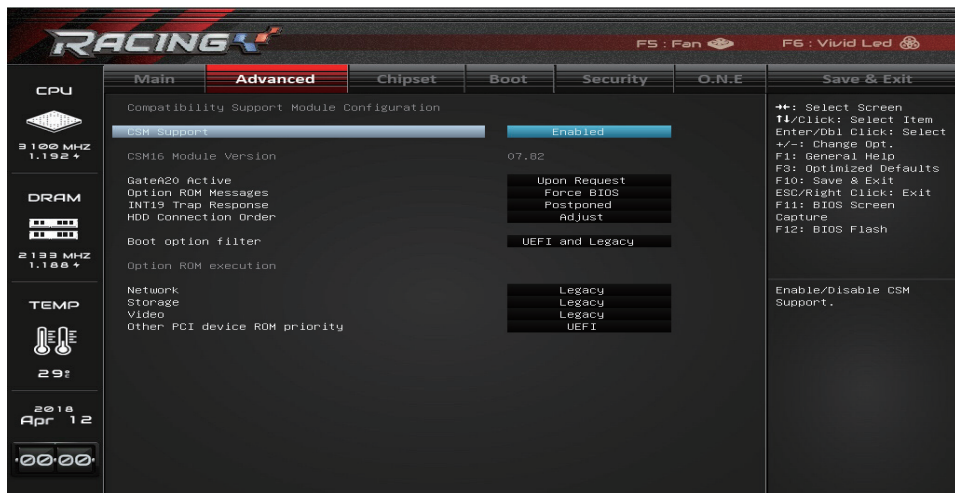 RACING
F5 : Fan
F6 : Vivid Led
Main Advanced Chipset Boot Security O.N.E Save & Exit
CPU
3100 MHZ
1.192
DRAM
2133 MHZ
1.188
TEMP
29
2018
Apr 12
00:00
Compatibility Support Module Configuration
CSM Support Enabled
CSM16 Module Version 07.82
GateA20 Active Upon Request
Option ROM Messages Force BIOS
INT19 Trap Response Postponed
HDD Connection Order Adjust
Boot option filter UEFI and Legacy
Option ROM execution
Network Legacy
Storage Legacy
Video Legacy
Other PCI device ROM priority UEFI
→←: Select Screen
↑↓/Click: Select Item
Enter/Dbl Click: Select
+/-: Change Opt.
F1: General Help
F3: Optimized Defaults
F10: Save & Exit
ESC/Right Click: Exit
F11: BIOS Screen
Capture
F12: BIOS Flash
Enable/Disable CSM
Support.